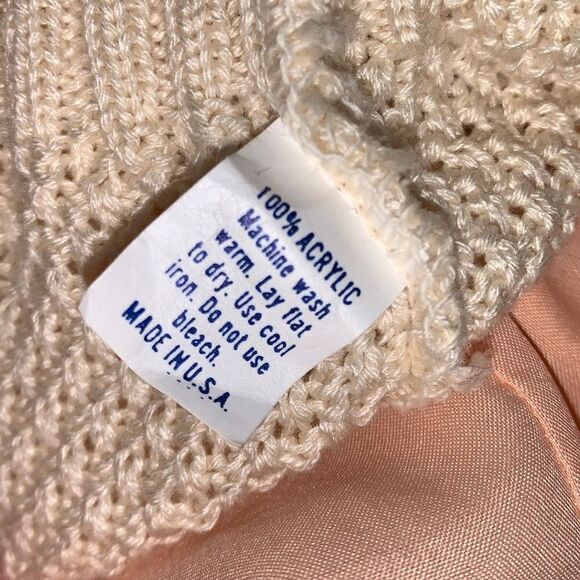 100% ACRYLIC
Machine wash
warm. Lay flat
to dry. Use cool
iron. Do not use
bleach.
MADE IN U.S.A.